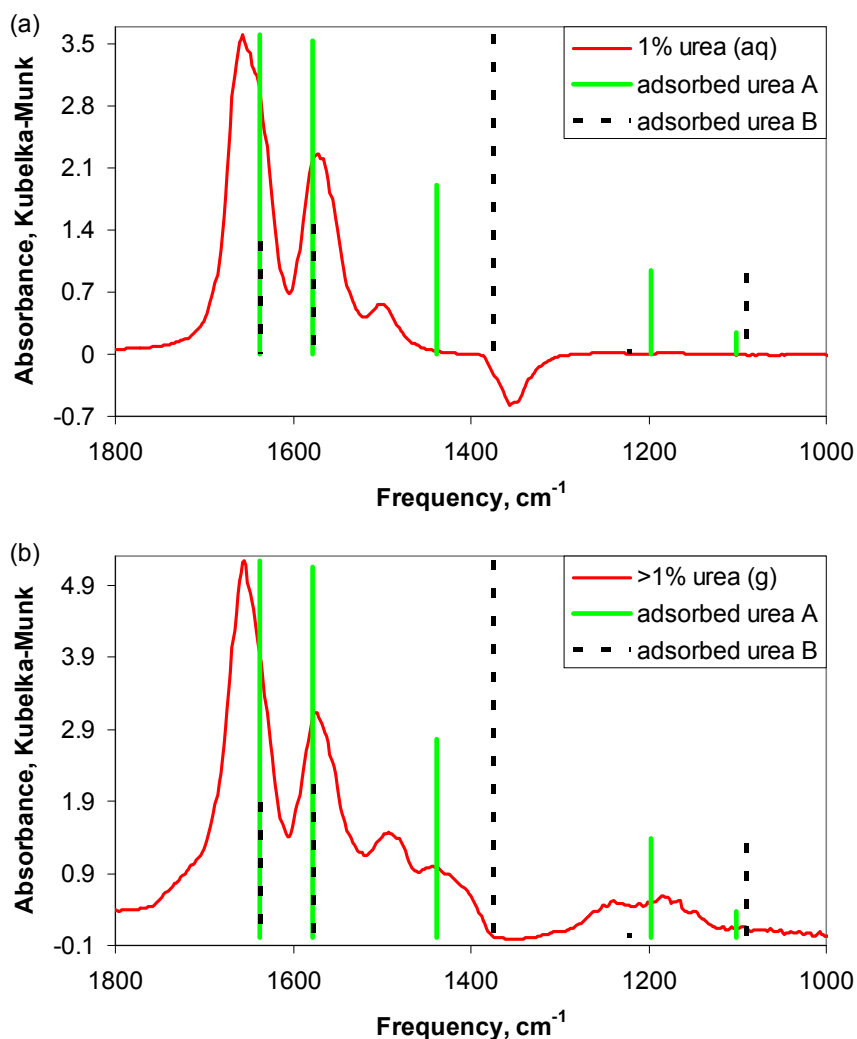 (a)
Absorbance, Kubelka-Munk
3.5
2.8
2.1
1.4
0.7
0
-0.7
1% urea (aq)
adsorbed urea A
adsorbed urea B
1800 1600 1400 1200 1000
Frequency, cm⁻¹
(b)
Absorbance, Kubelka-Munk
4.9
3.9
2.9
1.9
0.9
-0.1
>1% urea (g)
adsorbed urea A
adsorbed urea B
1800 1600 1400 1200 1000
Frequency, cm⁻¹